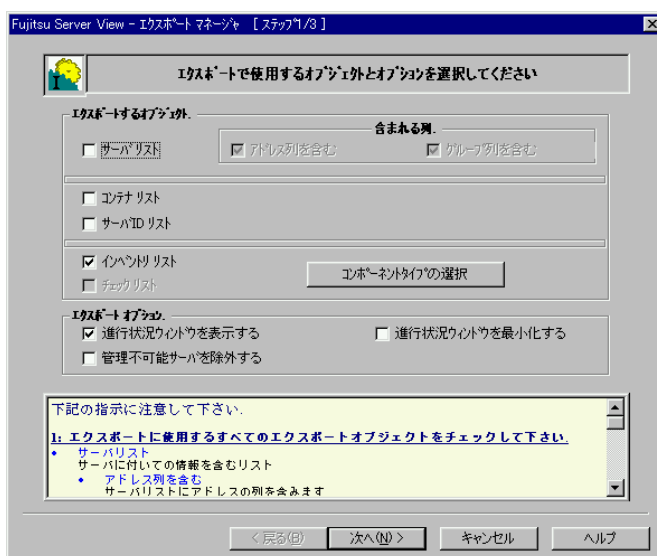 Fujitsu Server View - ｴｸｽﾎﾟｰﾄ ﾏﾈｰｼﾞｬ [ ｽﾃｯﾌﾟ1/3 ]
ｴｸｽﾎﾟｰﾄで使用するｵﾌﾞｼﾞｪｸﾄとｵﾌﾟｼｮﾝを選択してください
ｴｸｽﾎﾟｰﾄするｵﾌﾞｼﾞｪｸﾄ.
含まれる列.
ｻｰﾊﾞ ﾘｽﾄ
ｱﾄﾞﾚｽ列を含む
ｸﾞﾙｰﾌﾟ列を含む
ｺﾝﾃﾅ ﾘｽﾄ
ｻｰﾊﾞID ﾘｽﾄ
ｲﾝﾍﾞﾝﾄﾘ ﾘｽﾄ
ｺﾝﾎﾟｰﾈﾝﾄﾀｲﾌﾟの選択
ﾁｪｯｸ ﾘｽﾄ
ｴｸｽﾎﾟｰﾄ ｵﾌﾟｼｮﾝ.
進行状況ｳｨﾝﾄﾞｳを表示する
進行状況ｳｨﾝﾄﾞｳを最小化する
管理不可能ｻｰﾊﾞを除外する
下記の指示に注意して下さい.
1: エクスポートに使用するすべてのエクスポートオブジェクトをチェックして下さい.
• サーバリスト
サーバに付いての情報を含むリスト
• アドレス列を含む
サーバリストにアドレスの列を含みます
< 戻る(B)
次へ(N) >
キャンセル
ヘルプ